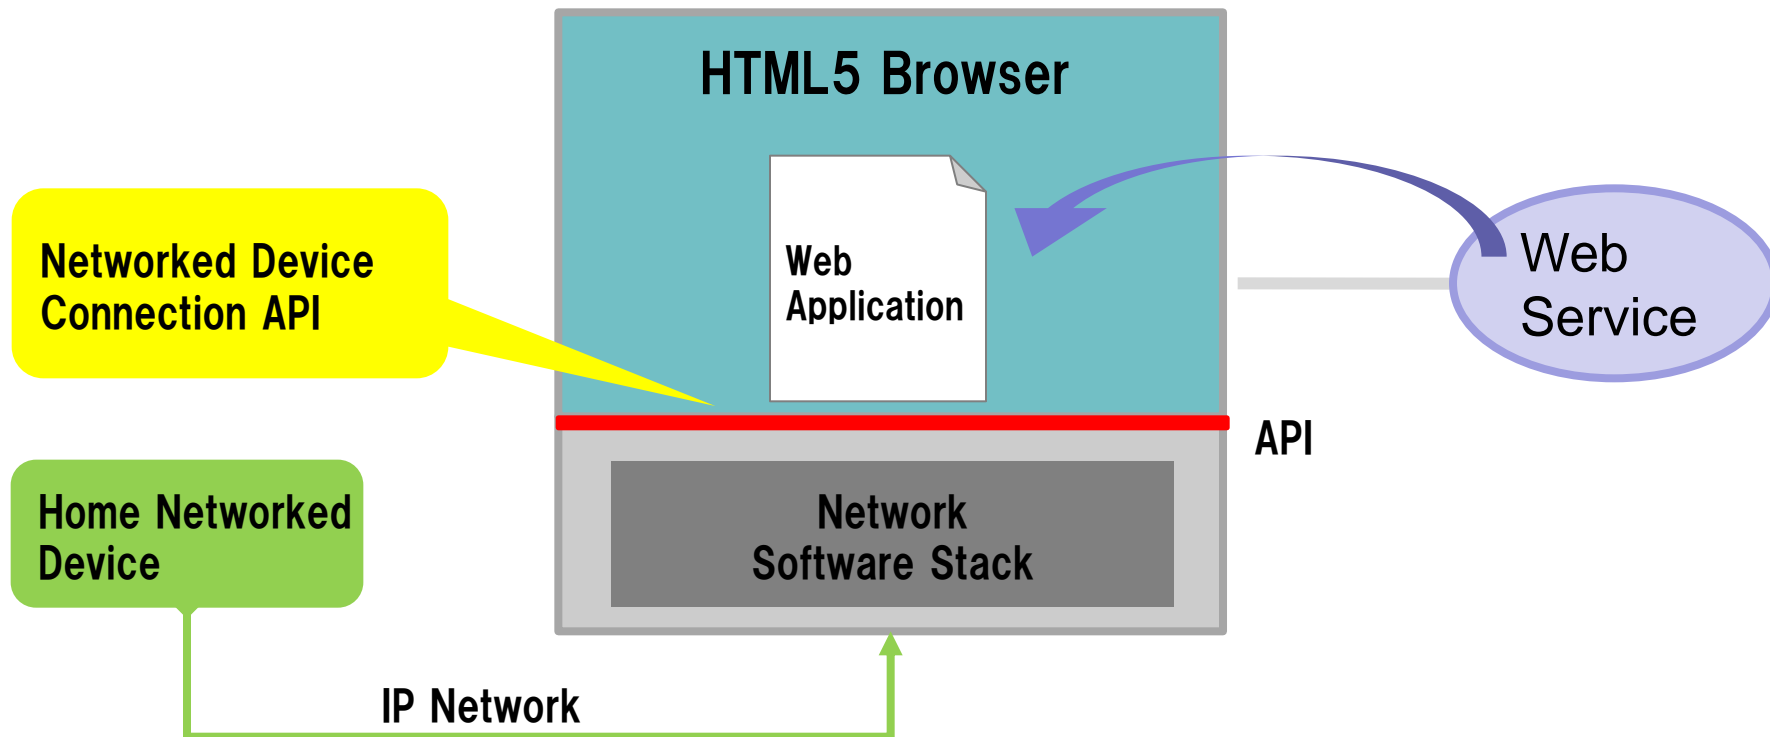 HTML5 Browser
Networked Device
Connection API
Web
Application
Web
Service
API
Home Networked
Device
Network
Software Stack
IP Network